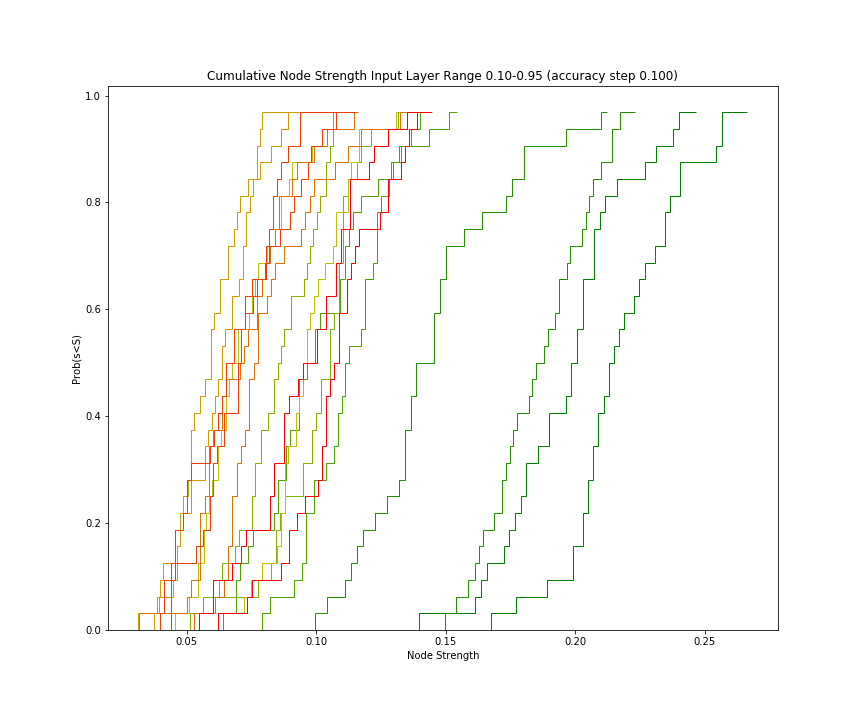 Cumulative Node Strength Input Layer Range 0.10-0.95 (accuracy step 0.100)
1.0
0.8
0.6
0.4
0.2
0.0
Prob(s<S)
0.05 0.10 0.15 0.20 0.25
Node Strength